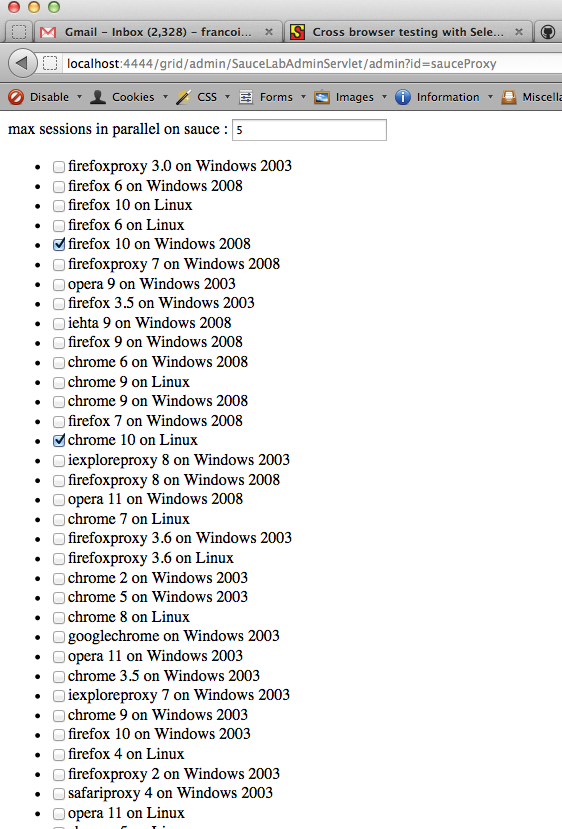 Gmail - Inbox (2,328) - francoi...
Cross browser testing with Sele...
localhost:4444/grid/admin/SauceLabAdminServlet/admin?id=sauceProxy
Disable Cookies CSS Forms Images Information Miscella
max sessions in parallel on sauce : 5
firefoxproxy 3.0 on Windows 2003
firefox 6 on Windows 2008
firefox 10 on Linux
firefox 6 on Linux
firefox 10 on Windows 2008
firefoxproxy 7 on Windows 2008
opera 9 on Windows 2003
firefox 3.5 on Windows 2003
iehta 9 on Windows 2008
firefox 9 on Windows 2008
chrome 6 on Windows 2008
chrome 9 on Linux
chrome 9 on Windows 2008
firefox 7 on Windows 2008
chrome 10 on Linux
iexploreproxy 8 on Windows 2003
firefoxproxy 8 on Windows 2008
opera 11 on Windows 2008
chrome 7 on Linux
firefoxproxy 3.6 on Windows 2003
firefoxproxy 3.6 on Linux
chrome 2 on Windows 2003
chrome 5 on Windows 2003
chrome 8 on Linux
googlechrome on Windows 2003
opera 11 on Windows 2003
chrome 3.5 on Windows 2003
iexploreproxy 7 on Windows 2003
chrome 9 on Windows 2003
firefox 10 on Windows 2003
firefox 4 on Linux
firefoxproxy 2 on Windows 2003
safariproxy 4 on Windows 2003
opera 11 on Linux